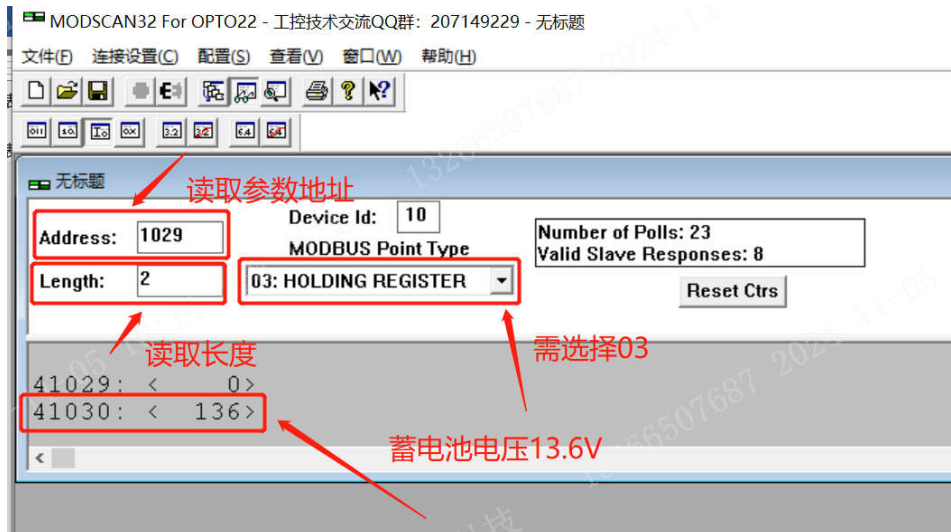 MODSCAN32 For OPTO22 - 工控技术交流QQ群：207149229 - 无标题
文件(F) 连接设置(C) 配置(S) 查看(V) 窗口(W) 帮助(H)
无标题
读取参数地址
Device Id: 10
Address: 1029
MODBUS Point Type
Number of Polls: 23
Valid Slave Responses: 8
Length: 2
03: HOLDING REGISTER
Reset Ctrs
读取长度
需选择03
41029: < 0>
41030: < 136>
蓄电池电压13.6V
13266507687 2024-11-05